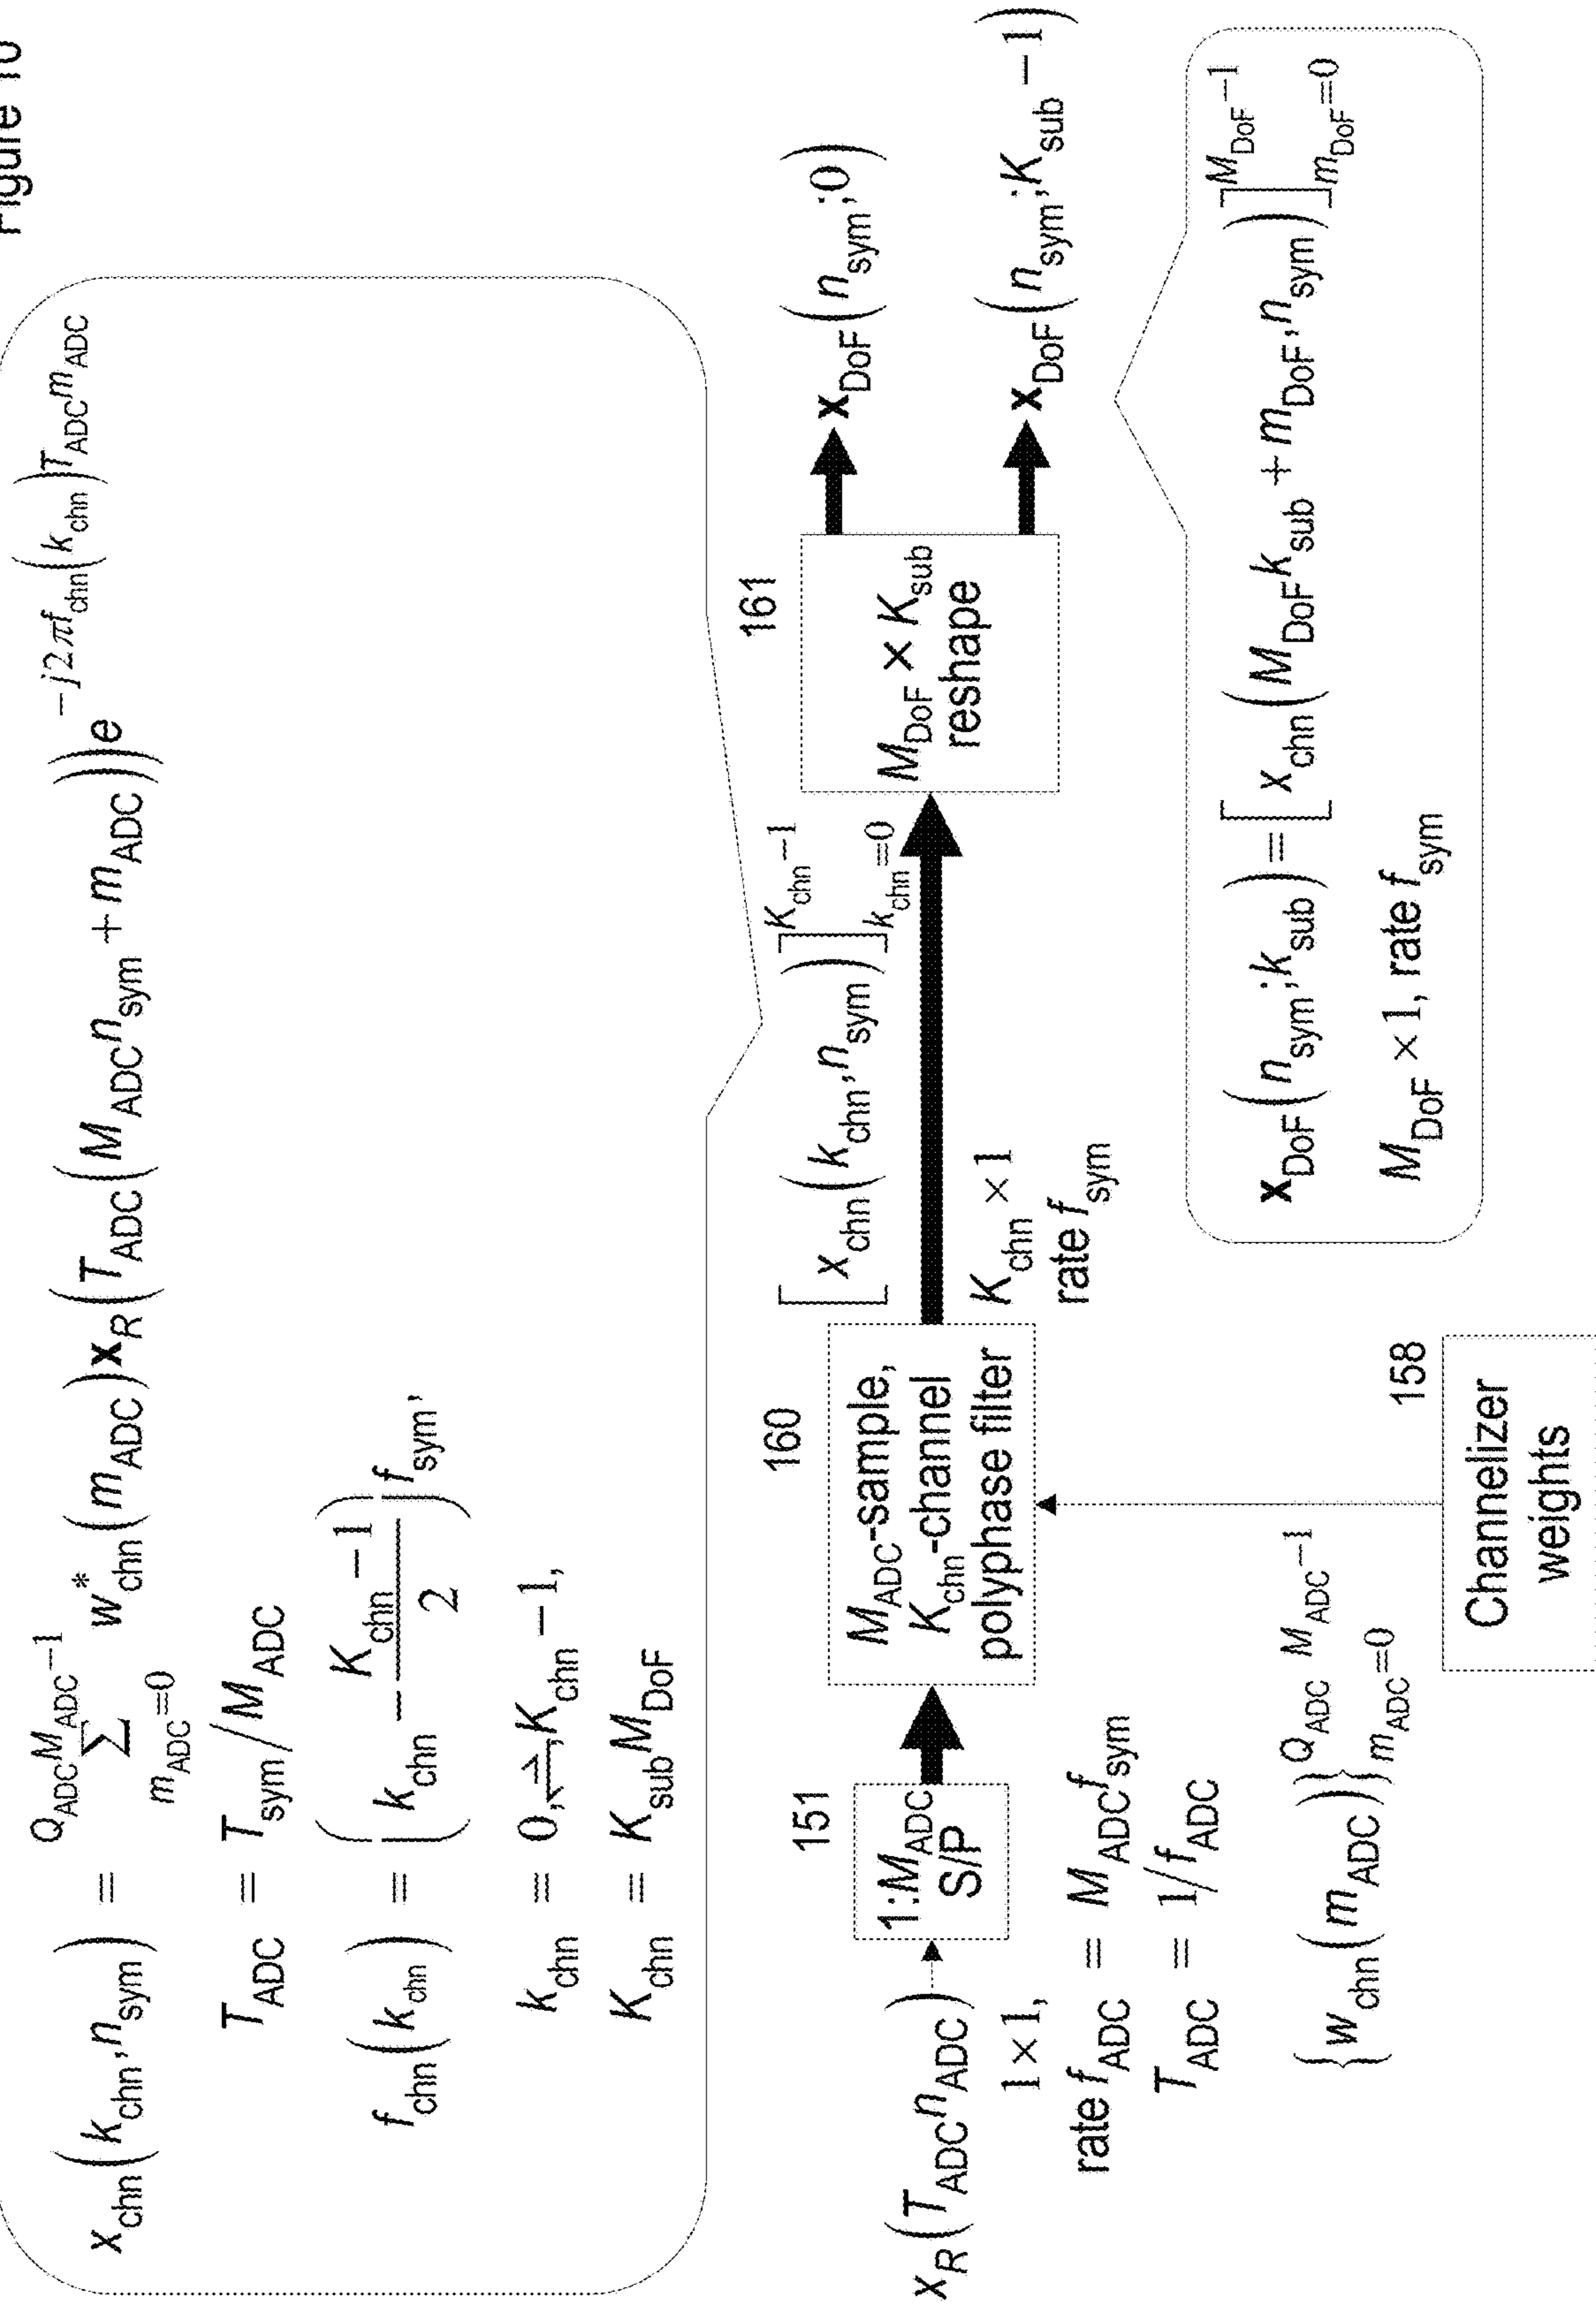 Figure 10
x_chn(k_chn, n_sym) = Σ_{m_ADC=0}^{Q_ADC M_ADC−1} w*_chn(m_ADC) x_R(T_ADC(M_ADC n_sym + m_ADC)) e^{−j2πf_chn(k_chn)T_ADC m_ADC}
T_ADC = T_sym/M_ADC
f_chn(k_chn) = (k_chn − (K_chn−1)/2) f_sym,
k_chn = 0,⇌,K_chn−1,
K_chn = K_sub M_DoF
x_R(T_ADC n_ADC)
1×1,
rate f_ADC = M_ADC f_sym
T_ADC = 1/f_ADC
151
1:M_ADC
S/P
160
M_ADC-sample,
K_chn-channel
polyphase filter
[x_chn(k_chn, n_sym)]_{k_chn=0}^{K_chn−1}
K_chn × 1
rate f_sym
161
M_DoF × K_sub
reshape
x_DoF(n_sym;0)
x_DoF(n_sym;K_sub−1)
{w_chn(m_ADC)}_{m_ADC=0}^{Q_ADC M_ADC−1}
158
Channelizer
weights
x_DoF(n_sym;k_sub) = [x_chn(M_DoF k_sub + m_DoF, n_sym)]_{m_DoF=0}^{M_DoF−1}
M_DoF ×1, rate f_sym